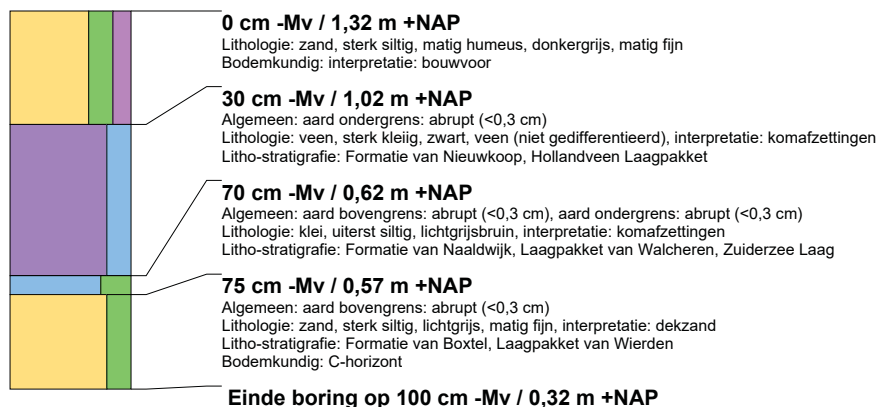 0 cm -Mv / 1,32 m +NAP
Lithologie: zand, sterk siltig, matig humeus, donkergrijs, matig fijn
Bodemkundig: interpretatie: bouwvoor
30 cm -Mv / 1,02 m +NAP
Algemeen: aard ondergrens: abrupt (<0,3 cm)
Lithologie: veen, sterk kleiig, zwart, veen (niet gedifferentieerd), interpretatie: komafzettingen
Litho-stratigrafie: Formatie van Nieuwkoop, Hollandveen Laagpakket
70 cm -Mv / 0,62 m +NAP
Algemeen: aard bovengrens: abrupt (<0,3 cm), aard ondergrens: abrupt (<0,3 cm)
Lithologie: klei, uiterst siltig, lichtgrijsbruin, interpretatie: komafzettingen
Litho-stratigrafie: Formatie van Naaldwijk, Laagpakket van Walcheren, Zuiderzee Laag
75 cm -Mv / 0,57 m +NAP
Algemeen: aard bovengrens: abrupt (<0,3 cm)
Lithologie: zand, sterk siltig, lichtgrijs, matig fijn, interpretatie: dekzand
Litho-stratigrafie: Formatie van Boxtel, Laagpakket van Wierden
Bodemkundig: C-horizont
Einde boring op 100 cm -Mv / 0,32 m +NAP